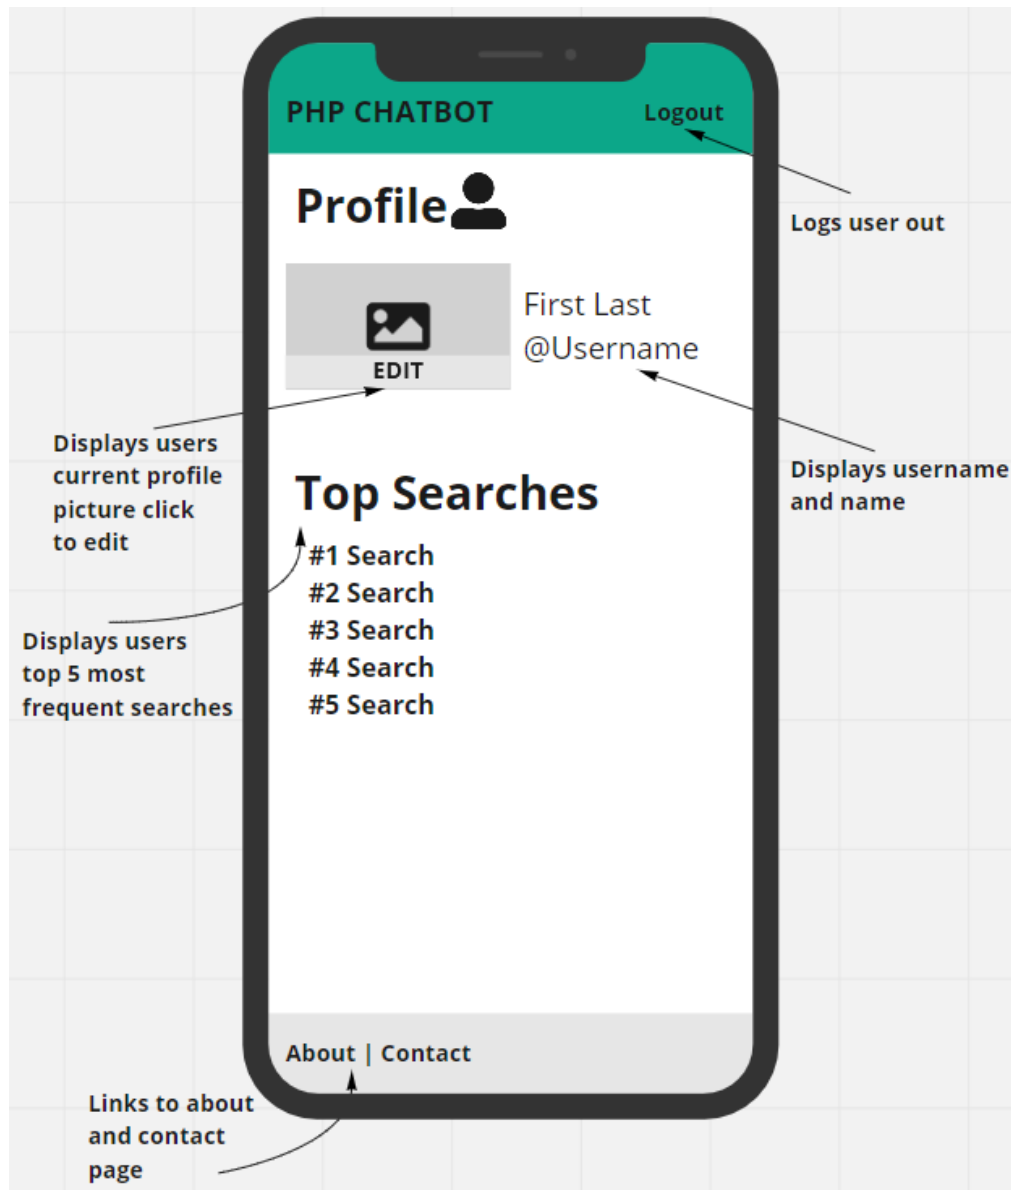 PHP CHATBOT
Logout
Logs user out
Profile
First Last
@Username
EDIT
Displays users
current profile
picture click
to edit
Displays username
and name
Top Searches
#1 Search
#2 Search
#3 Search
#4 Search
#5 Search
Displays users
top 5 most
frequent searches
About | Contact
Links to about
and contact
page